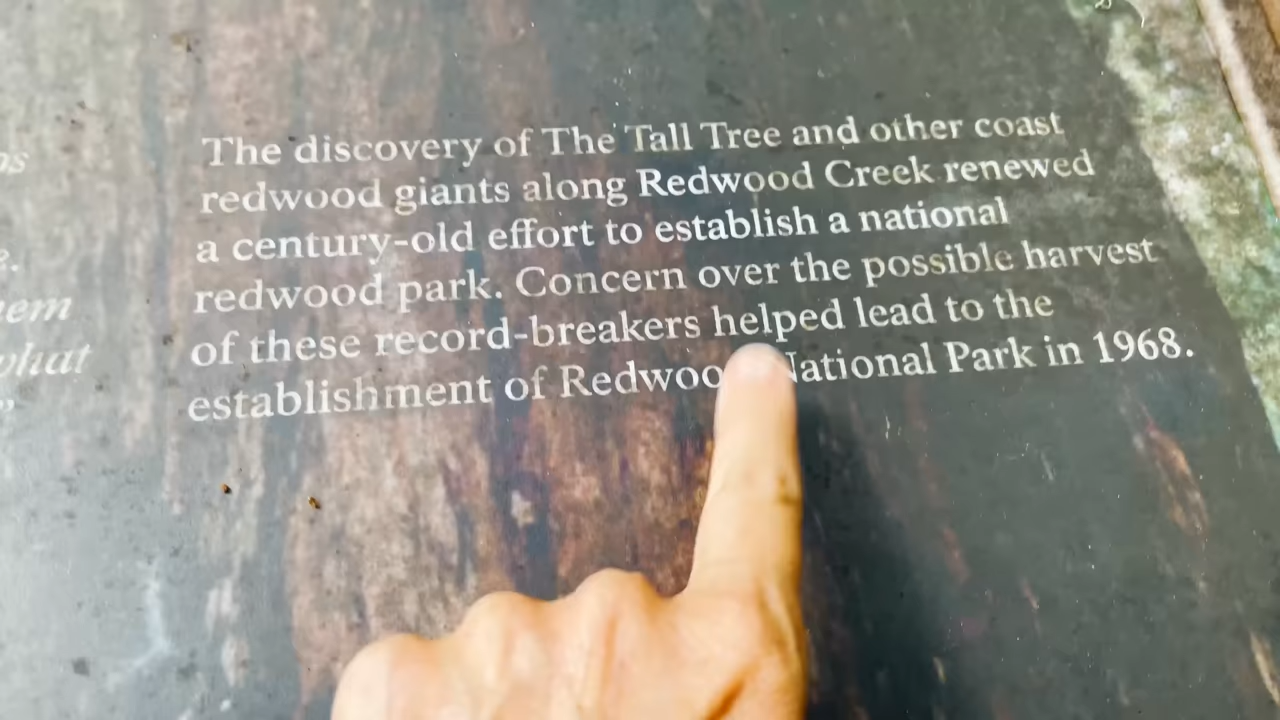 The discovery of The Tall Tree and other coast
redwood giants along Redwood Creek renewed
a century-old effort to establish a national
redwood park. Concern over the possible harvest
of these record-breakers helped lead to the
establishment of National Park in 1968.